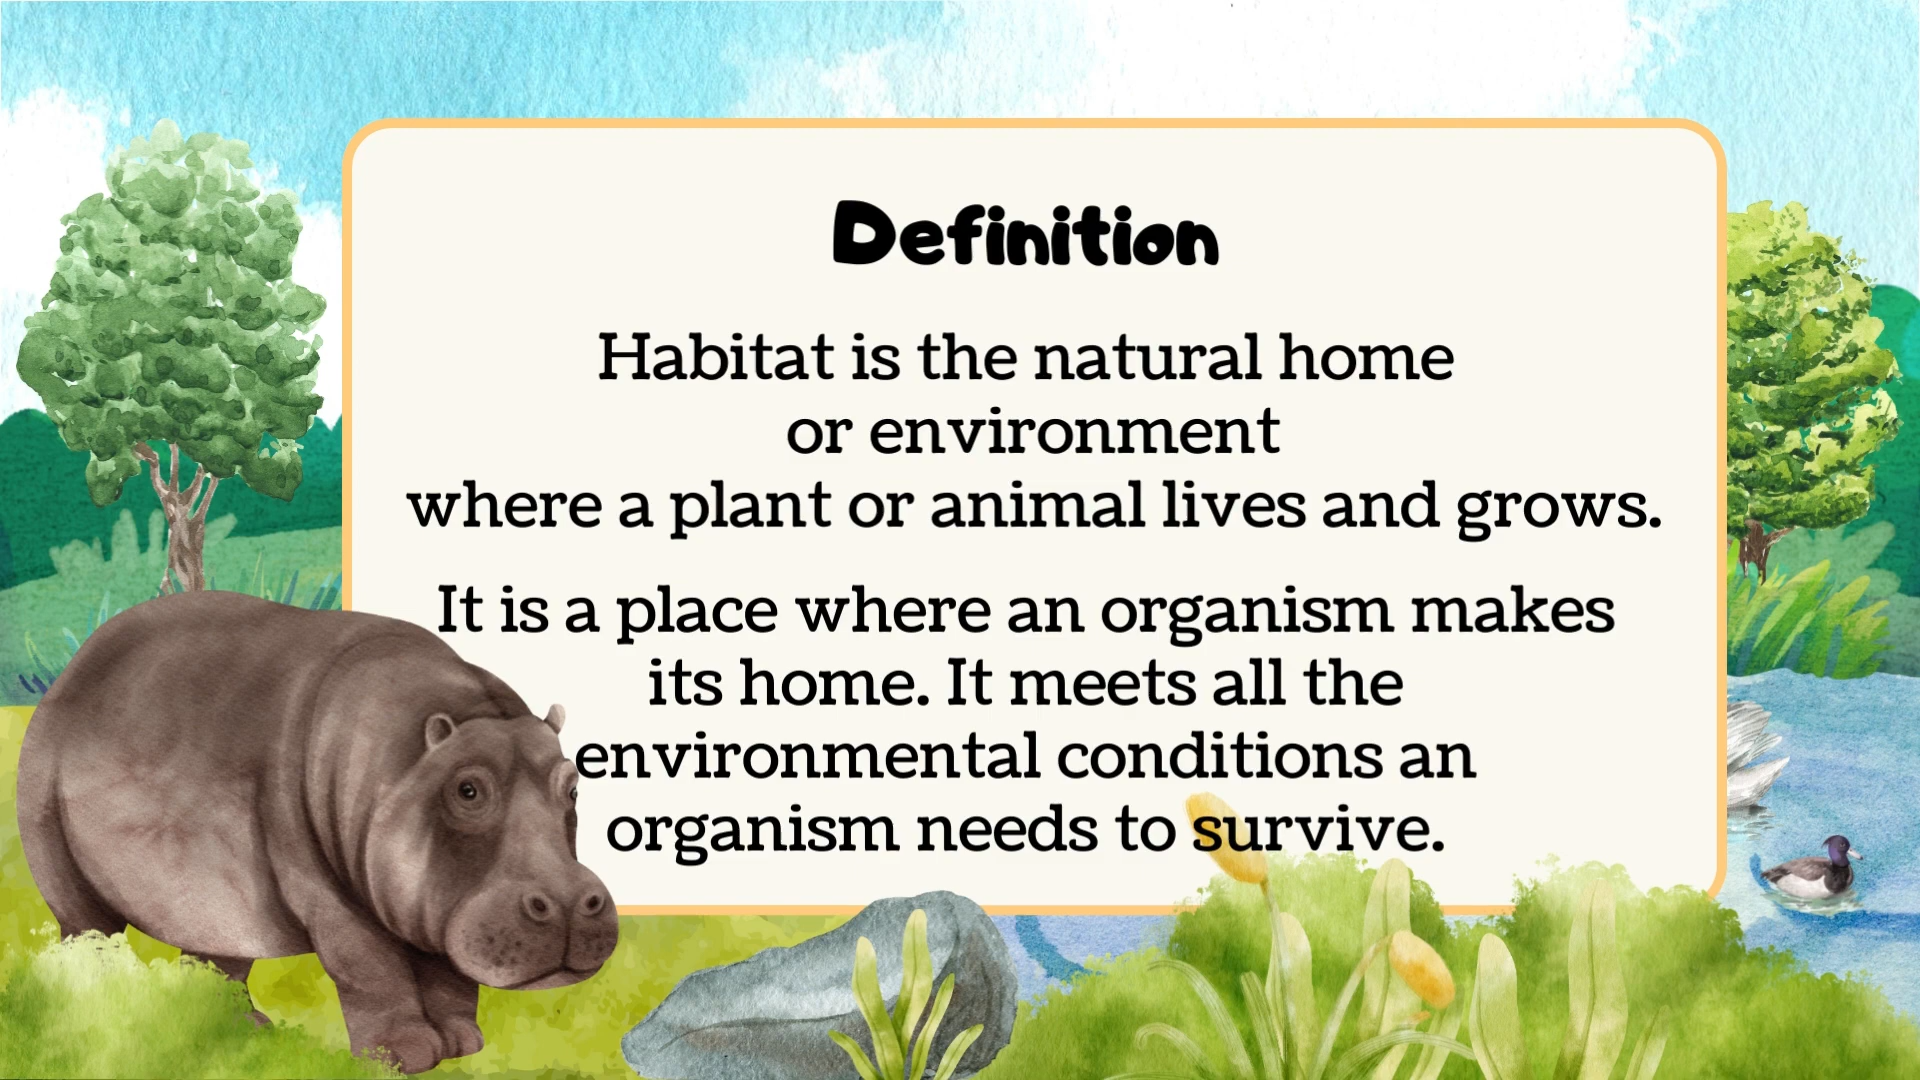 Definition
Habitat is the natural home
or environment
where a plant or animal lives and grows.
It is a place where an organism makes
its home. It meets all the
environmental conditions an
organism needs to survive.